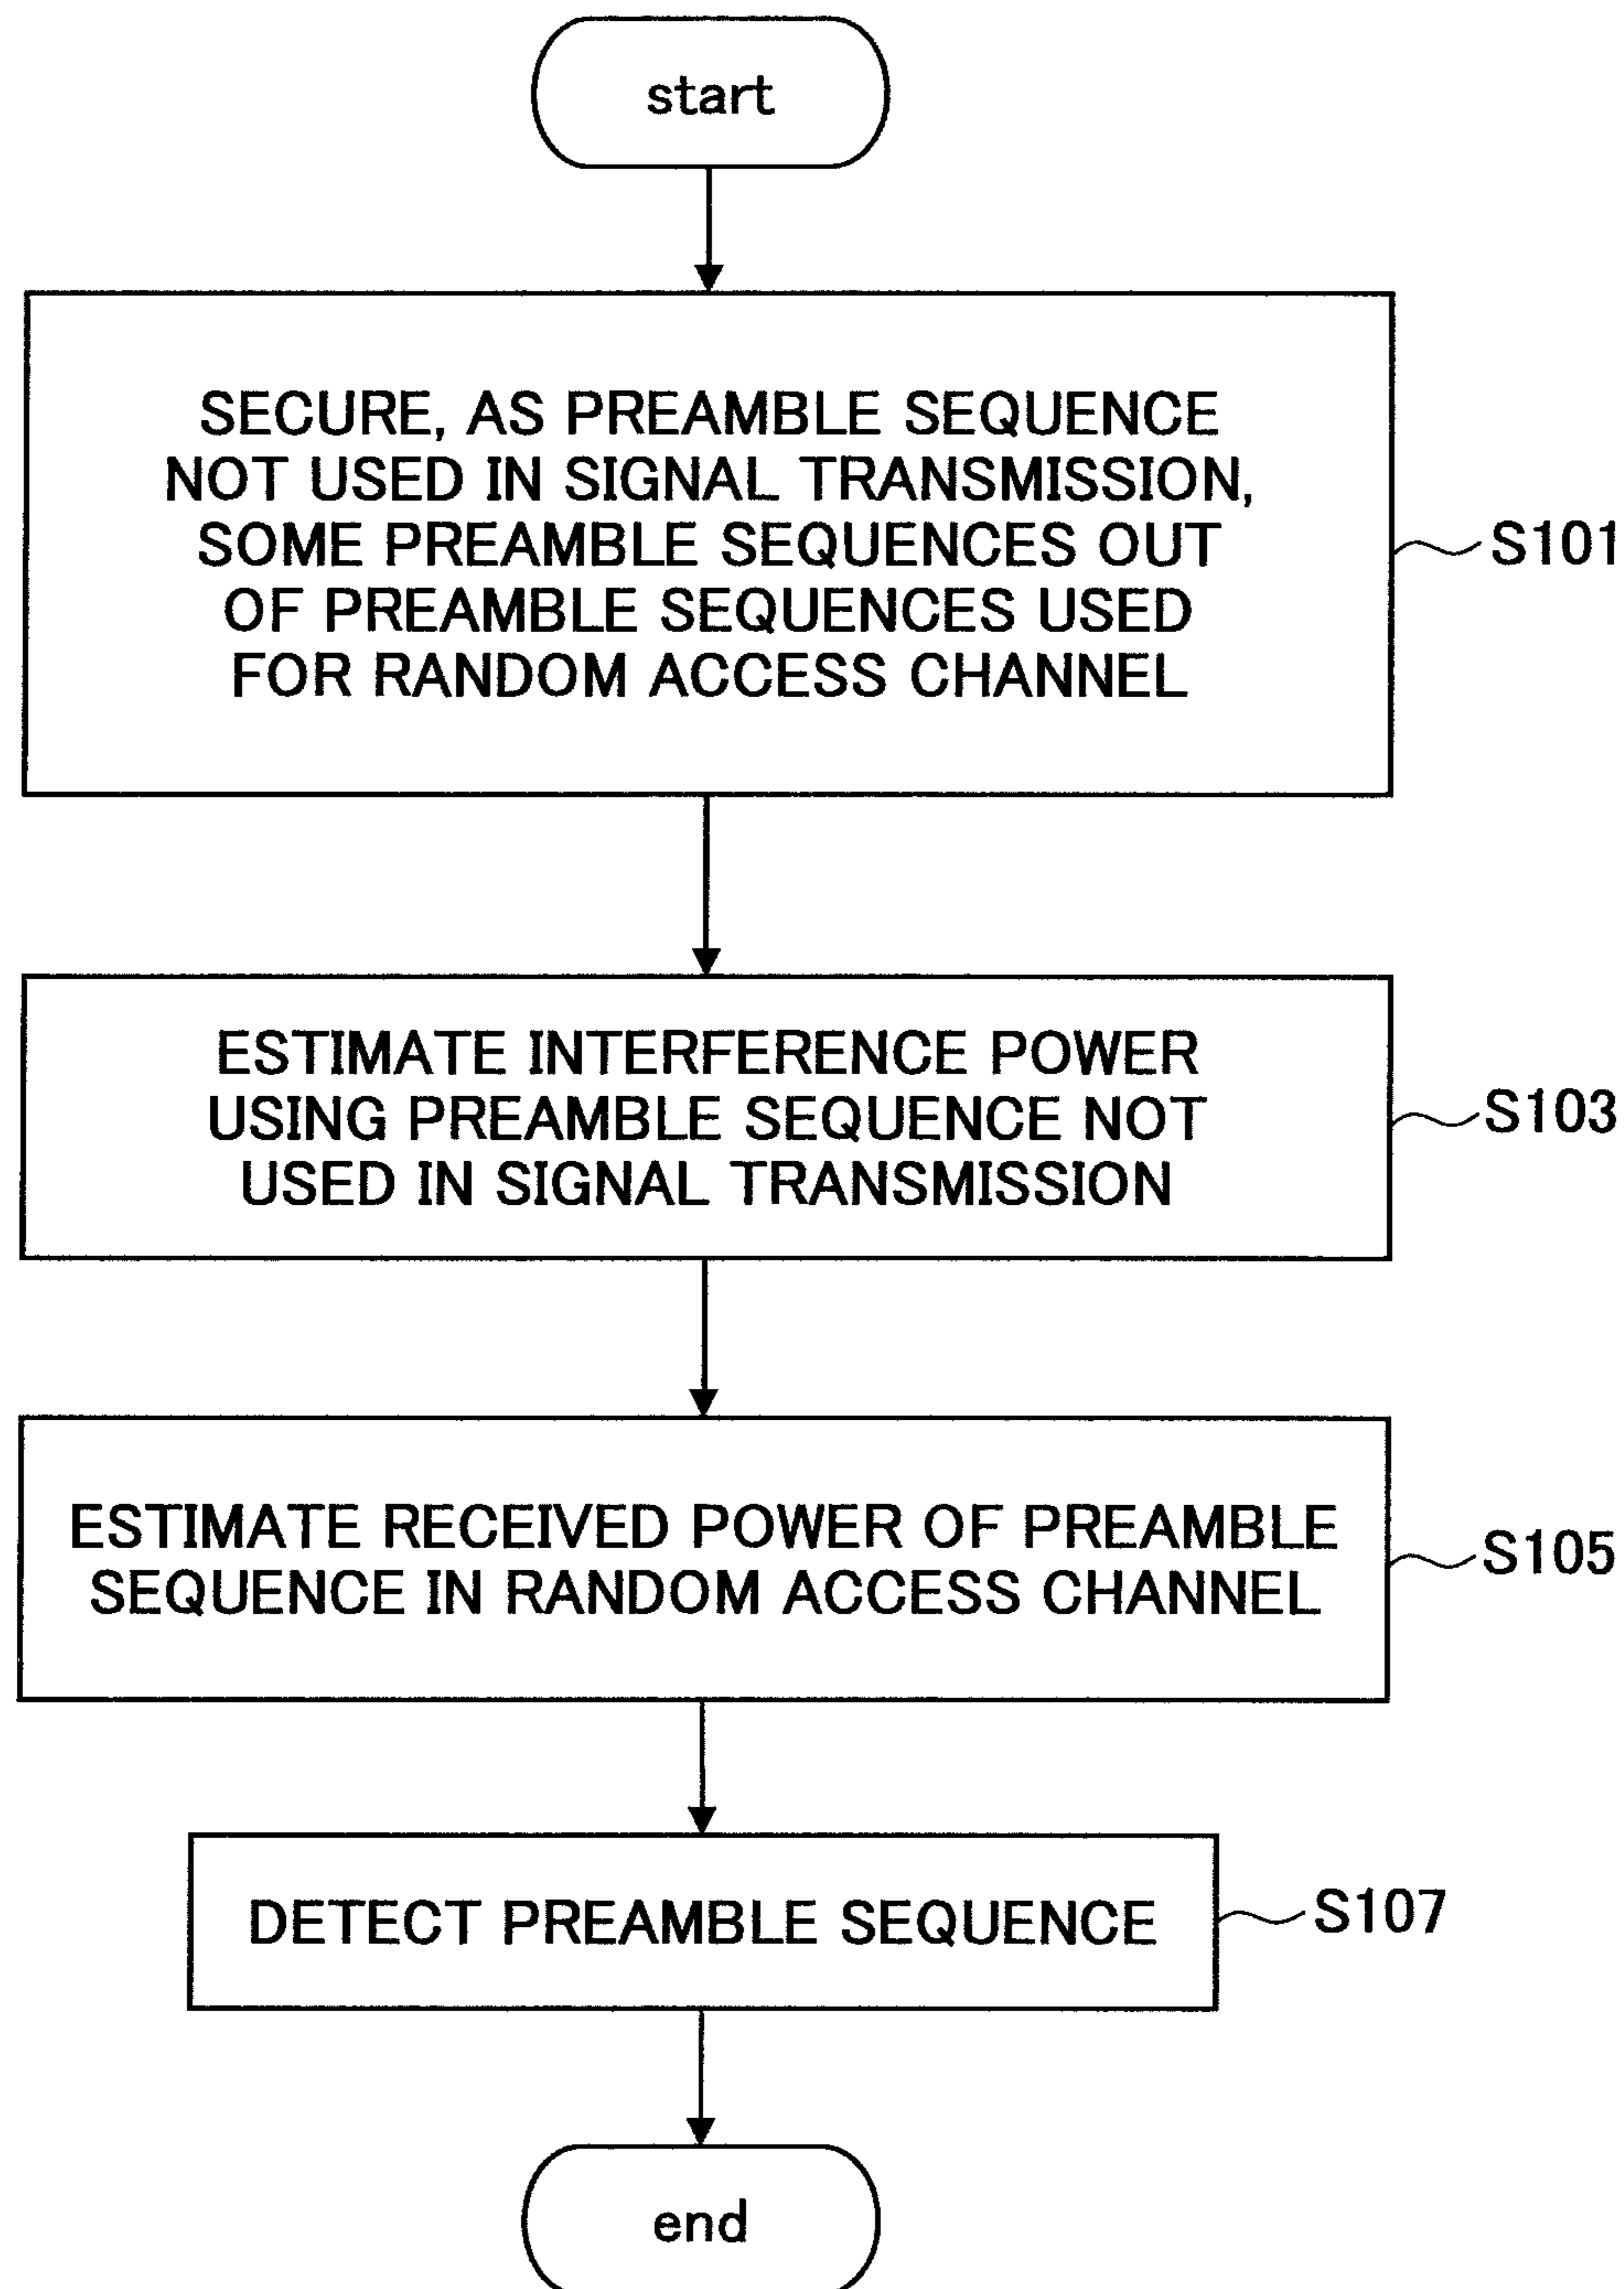 start
SECURE, AS PREAMBLE SEQUENCE
NOT USED IN SIGNAL TRANSMISSION,
SOME PREAMBLE SEQUENCES OUT
OF PREAMBLE SEQUENCES USED
FOR RANDOM ACCESS CHANNEL
S101
ESTIMATE INTERFERENCE POWER
USING PREAMBLE SEQUENCE NOT
USED IN SIGNAL TRANSMISSION
S103
ESTIMATE RECEIVED POWER OF PREAMBLE
SEQUENCE IN RANDOM ACCESS CHANNEL
S105
DETECT PREAMBLE SEQUENCE
S107
end